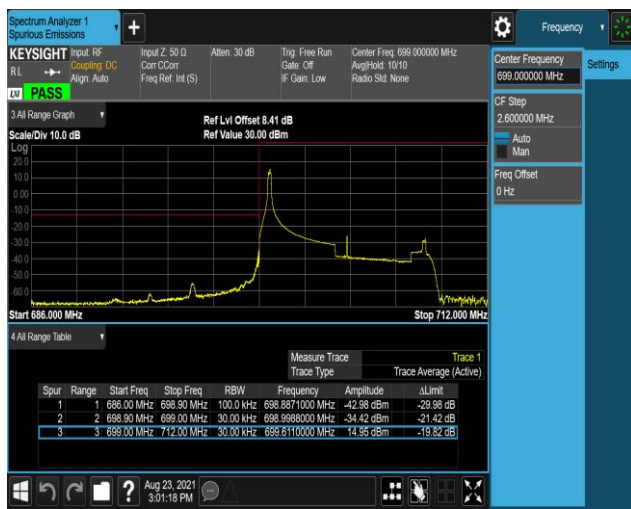 Spectrum Analyzer 1
Spurious Emissions
Frequency
KEYSIGHT Input: RF Input Z: 50 Ω Atten: 30 dB Trig: Free Run Center Freq: 699.000000 MHz
RL Coupling: DC Corr CCorr Gate: Off Avg|Hold: 10/10
Align: Auto Freq Ref: Int (S) IF Gain: Low Radio Std: None
LXI PASS
Center Frequency
699.000000 MHz
Settings
CF Step
2.600000 MHz
Auto
Man
Freq Offset
0 Hz
3 All Range Graph
Ref Lvl Offset 8.41 dB
Scale/Div 10.0 dB Ref Value 30.00 dBm
Log
20.0
10.0
0.00
-10.0
-20.0
-30.0
-40.0
-50.0
-60.0
Start 686.000 MHz Stop 712.000 MHz
4 All Range Table
Measure Trace Trace 1
Trace Type Trace Average (Active)
Spur Range Start Freq Stop Freq RBW Frequency Amplitude ΔLimit
1 1 686.00 MHz 698.90 MHz 100.0 kHz 698.8871000 MHz -42.98 dBm -29.98 dB
2 2 698.90 MHz 699.00 MHz 30.00 kHz 698.9988000 MHz -34.42 dBm -21.42 dB
3 3 699.00 MHz 712.00 MHz 30.00 kHz 699.6110000 MHz 14.95 dBm -19.82 dB
? Aug 23, 2021
3:01:18 PM